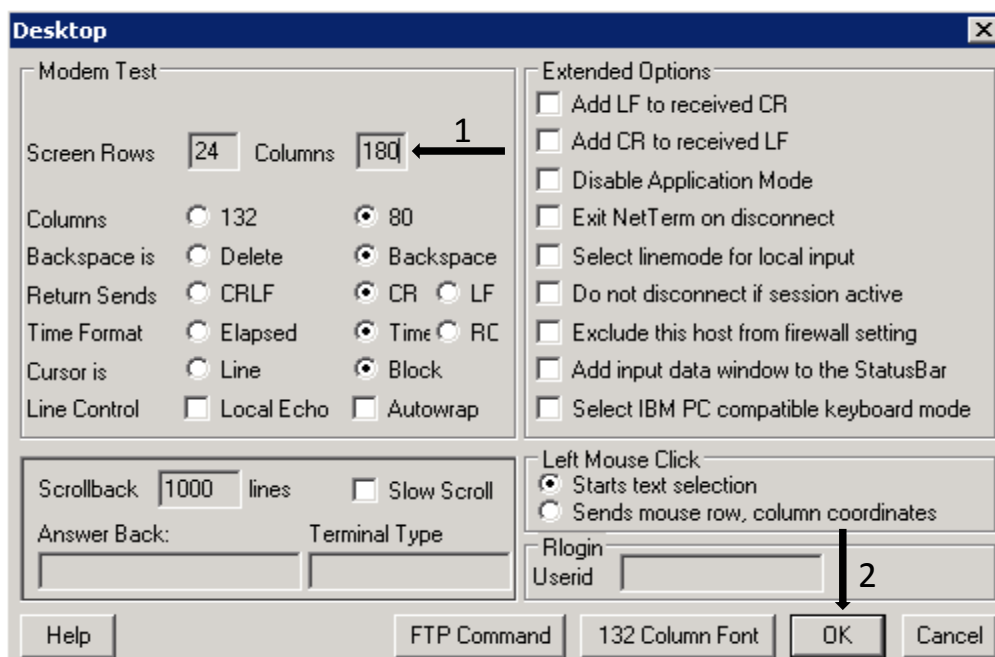 Desktop
Modem Test
Screen Rows 24 Columns 180
1
Columns 132 80
Backspace is Delete Backspace
Return Sends CRLF CR LF
Time Format Elapsed Time RC
Cursor is Line Block
Line Control Local Echo Autowrap
Extended Options
Add LF to received CR
Add CR to received LF
Disable Application Mode
Exit NetTerm on disconnect
Select linemode for local input
Do not disconnect if session active
Exclude this host from firewall setting
Add input data window to the StatusBar
Select IBM PC compatible keyboard mode
Scrollback 1000 lines Slow Scroll
Answer Back: Terminal Type
Left Mouse Click
Starts text selection
Sends mouse row, column coordinates
Rlogin
Userid
2
Help FTP Command 132 Column Font OK Cancel